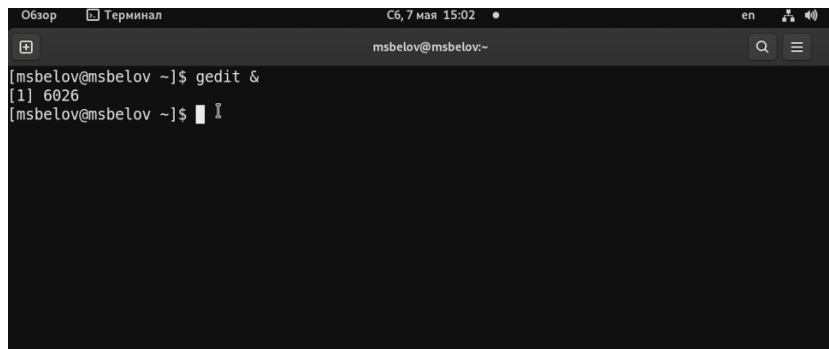 Обзор Терминал Сб, 7 мая 15:02 en
msbelov@msbelov:~
[msbelov@msbelov ~]$ gedit &
[1] 6026
[msbelov@msbelov ~]$